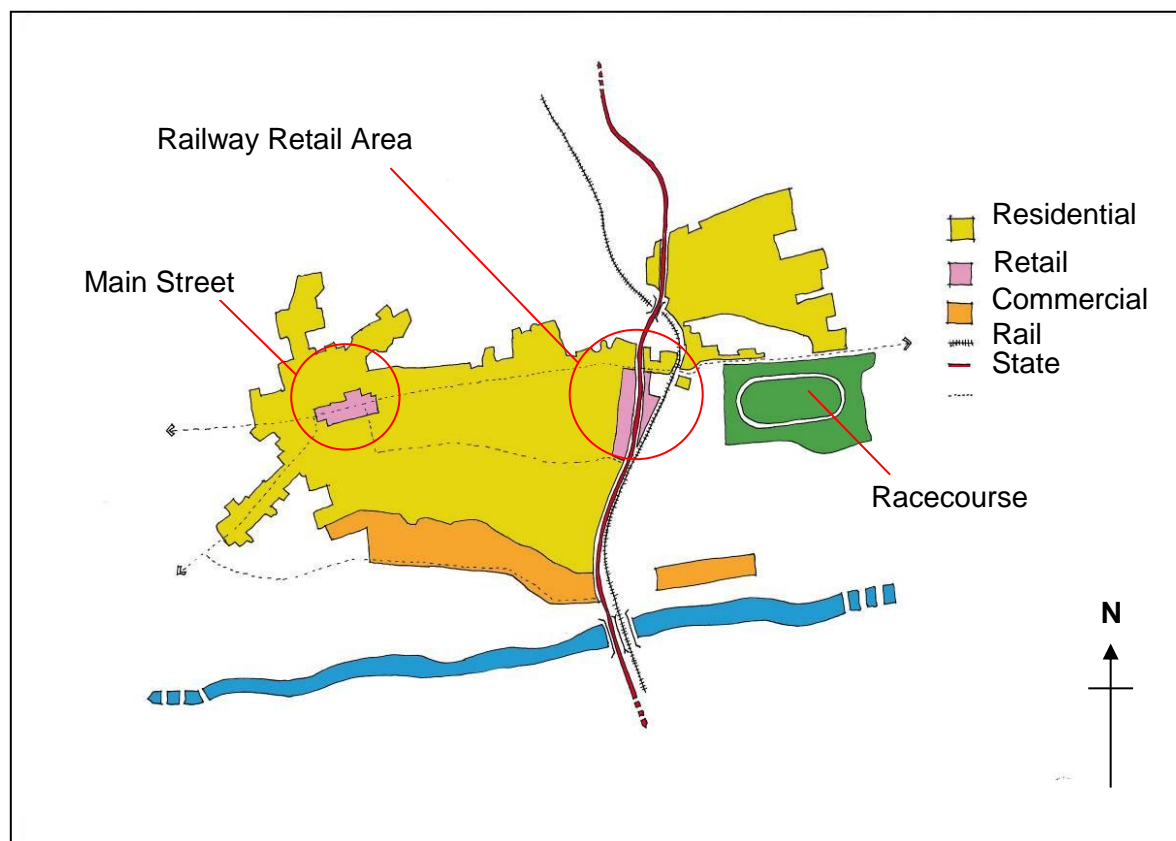 Railway Retail Area
Main Street
Residential
Retail
Commercial
Rail
State
Racecourse
N